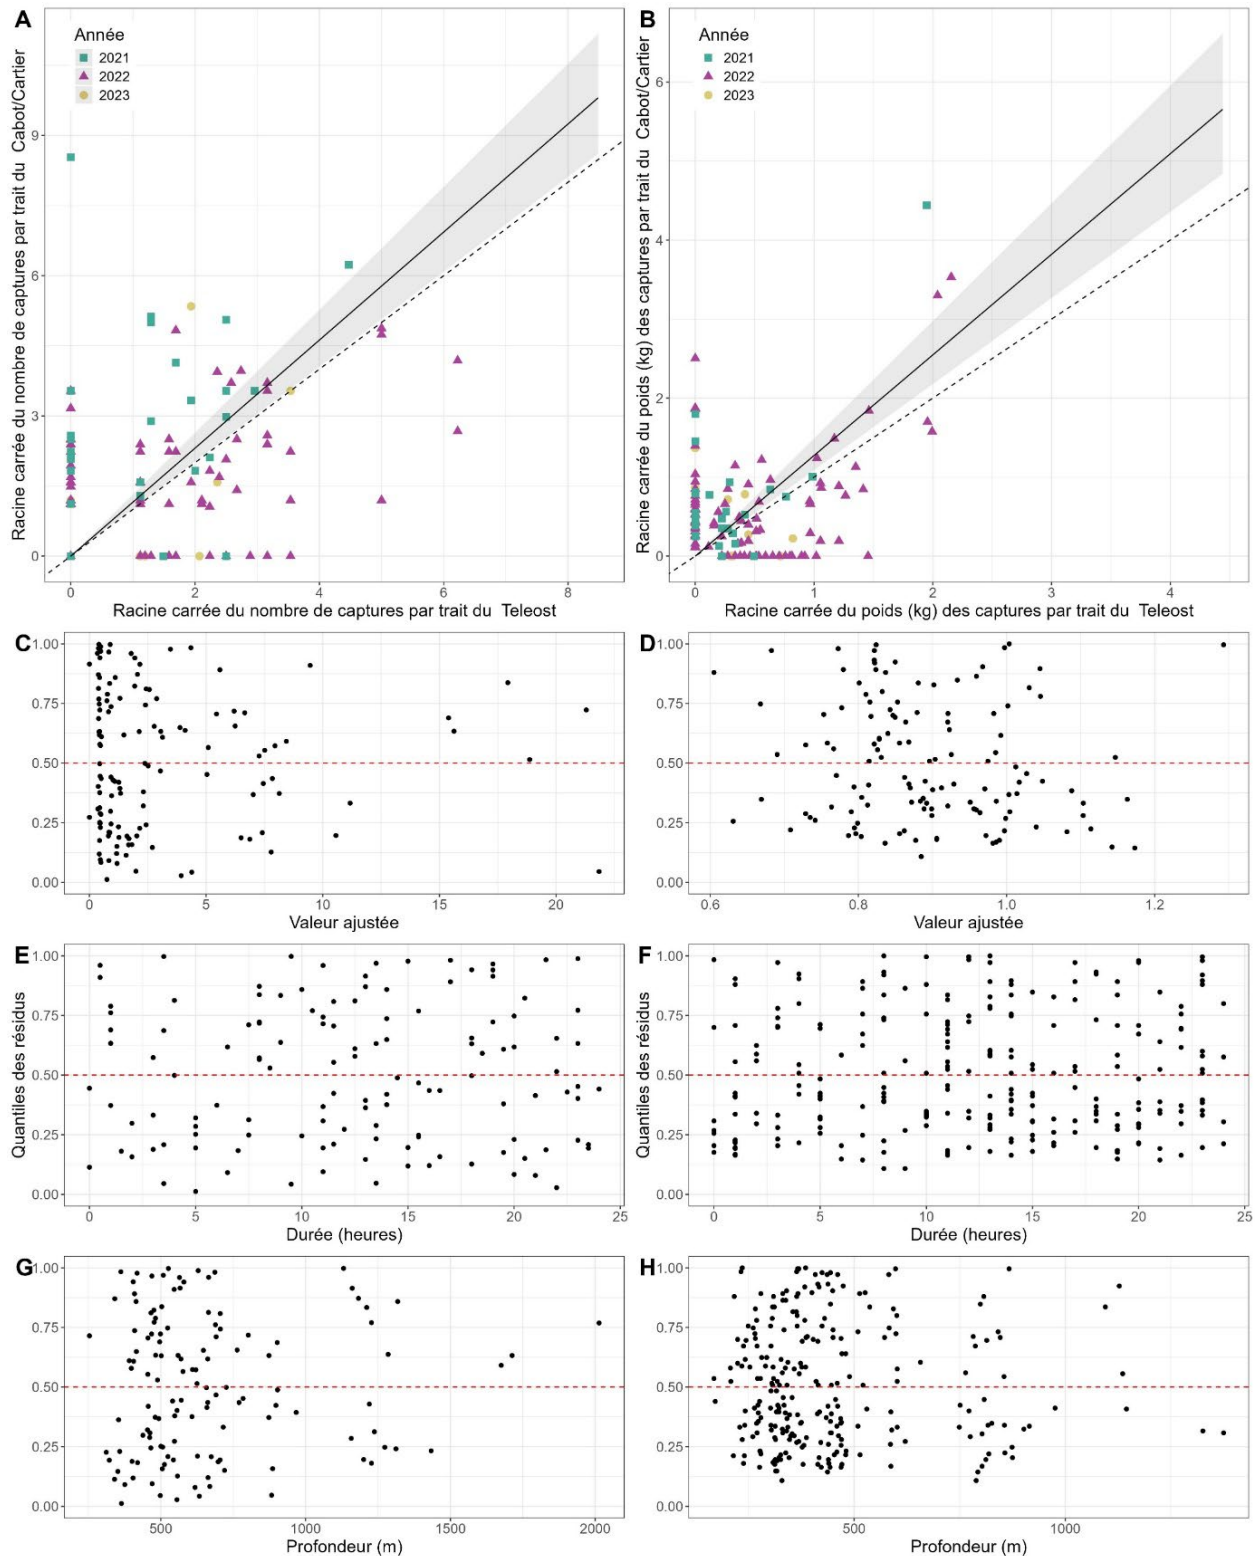 A
Année
2021
2022
2023
Racine carrée du nombre de captures par trait du Cabot/Cartier
9
6
3
0
0 2 4 6 8
Racine carrée du nombre de captures par trait du Teleost
B
Année
2021
2022
2023
Racine carrée du poids (kg) des captures par trait du Cabot/Cartier
6
4
2
0
0 1 2 3 4
Racine carrée du poids (kg) des captures par trait du Teleost
C
1.00
0.75
0.50
0.25
0.00
0 5 10 15 20
Valeur ajustée
D
1.00
0.75
0.50
0.25
0.00
0.6 0.8 1.0 1.2
Valeur ajustée
E
Quantiles des résidus
1.00
0.75
0.50
0.25
0.00
0 5 10 15 20 25
Durée (heures)
F
Quantiles des résidus
1.00
0.75
0.50
0.25
0.00
0 5 10 15 20 25
Durée (heures)
G
1.00
0.75
0.50
0.25
0.00
500 1000 1500 2000
Profondeur (m)
H
1.00
0.75
0.50
0.25
0.00
500 1000
Profondeur (m)